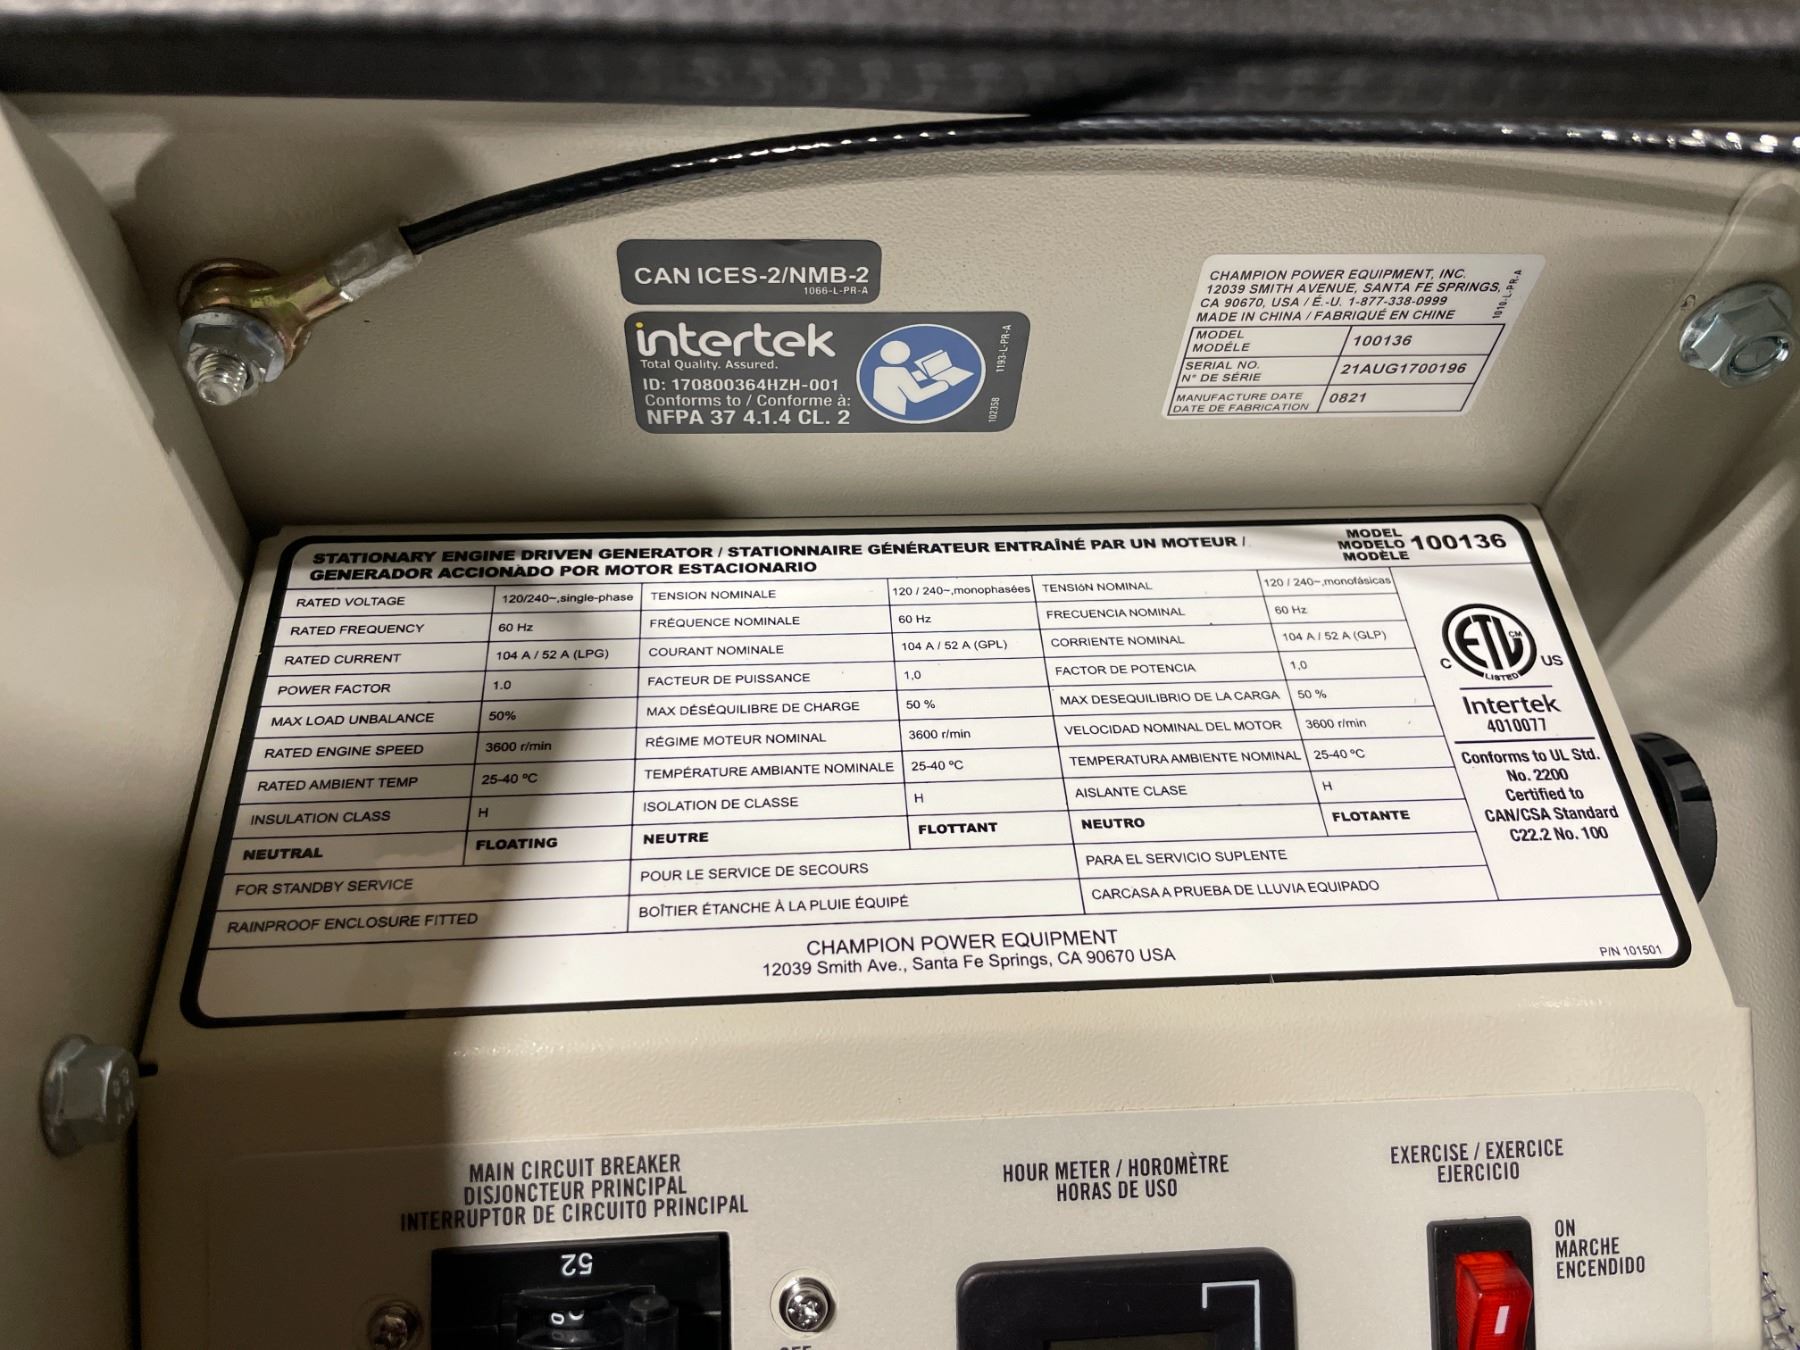 CAN ICES-2/NMB-2
1066-L-PR-A
intertek
Total Quality. Assured.
ID: 170800364HZH-001
Conforms to / Conforme à:
NFPA 37 4.1.4 CL. 2
1193-L-PR-A
102358
CHAMPION POWER EQUIPMENT, INC.
12039 SMITH AVENUE, SANTA FE SPRINGS,
CA 90670, USA / É.-U. 1-877-338-0999
MADE IN CHINA / FABRIQUÉ EN CHINE
1010-L-PR-A
MODEL
MODÉLE
100136
SERIAL NO.
N° DE SÉRIE
21AUG1700196
MANUFACTURE DATE
DATE DE FABRICATION
0821
STATIONARY ENGINE DRIVEN GENERATOR / STATIONNAIRE GÉNÉRATEUR ENTRAÎNÉ PAR UN MOTEUR /
GENERADOR ACCIONADO POR MOTOR ESTACIONARIO
MODEL
MODELO 100136
MODÈLE
RATED VOLTAGE 120/240~,single-phase TENSION NOMINALE 120 / 240~,monophasées TENSIÓN NOMINAL 120 / 240~,monofásicas
RATED FREQUENCY 60 Hz FRÉQUENCE NOMINALE 60 Hz FRECUENCIA NOMINAL 60 Hz
RATED CURRENT 104 A / 52 A (LPG) COURANT NOMINALE 104 A / 52 A (GPL) CORRIENTE NOMINAL 104 A / 52 A (GLP)
POWER FACTOR 1.0 FACTEUR DE PUISSANCE 1,0 FACTOR DE POTENCIA 1,0
MAX LOAD UNBALANCE 50% MAX DÉSÉQUILIBRE DE CHARGE 50 % MAX DESEQUILIBRIO DE LA CARGA 50 %
RATED ENGINE SPEED 3600 r/min RÉGIME MOTEUR NOMINAL 3600 r/min VELOCIDAD NOMINAL DEL MOTOR 3600 r/min
RATED AMBIENT TEMP 25-40 ºC TEMPÉRATURE AMBIANTE NOMINALE 25-40 ºC TEMPERATURA AMBIENTE NOMINAL 25-40 ºC
INSULATION CLASS H ISOLATION DE CLASSE H AISLANTE CLASE H
NEUTRAL FLOATING NEUTRE FLOTTANT NEUTRO FLOTANTE
FOR STANDBY SERVICE POUR LE SERVICE DE SECOURS PARA EL SERVICIO SUPLENTE
RAINPROOF ENCLOSURE FITTED BOÎTIER ÉTANCHE À LA PLUIE ÉQUIPÉ CARCASA A PRUEBA DE LLUVIA EQUIPADO
ETL CM
C US
LISTED
Intertek
4010077
Conforms to UL Std.
No. 2200
Certified to
CAN/CSA Standard
C22.2 No. 100
CHAMPION POWER EQUIPMENT
12039 Smith Ave., Santa Fe Springs, CA 90670 USA
P/N 101501
MAIN CIRCUIT BREAKER
DISJONCTEUR PRINCIPAL
INTERRUPTOR DE CIRCUITO PRINCIPAL
52
HOUR METER / HOROMÈTRE
HORAS DE USO
EXERCISE / EXERCICE
EJERCICIO
ON
MARCHE
ENCENDIDO